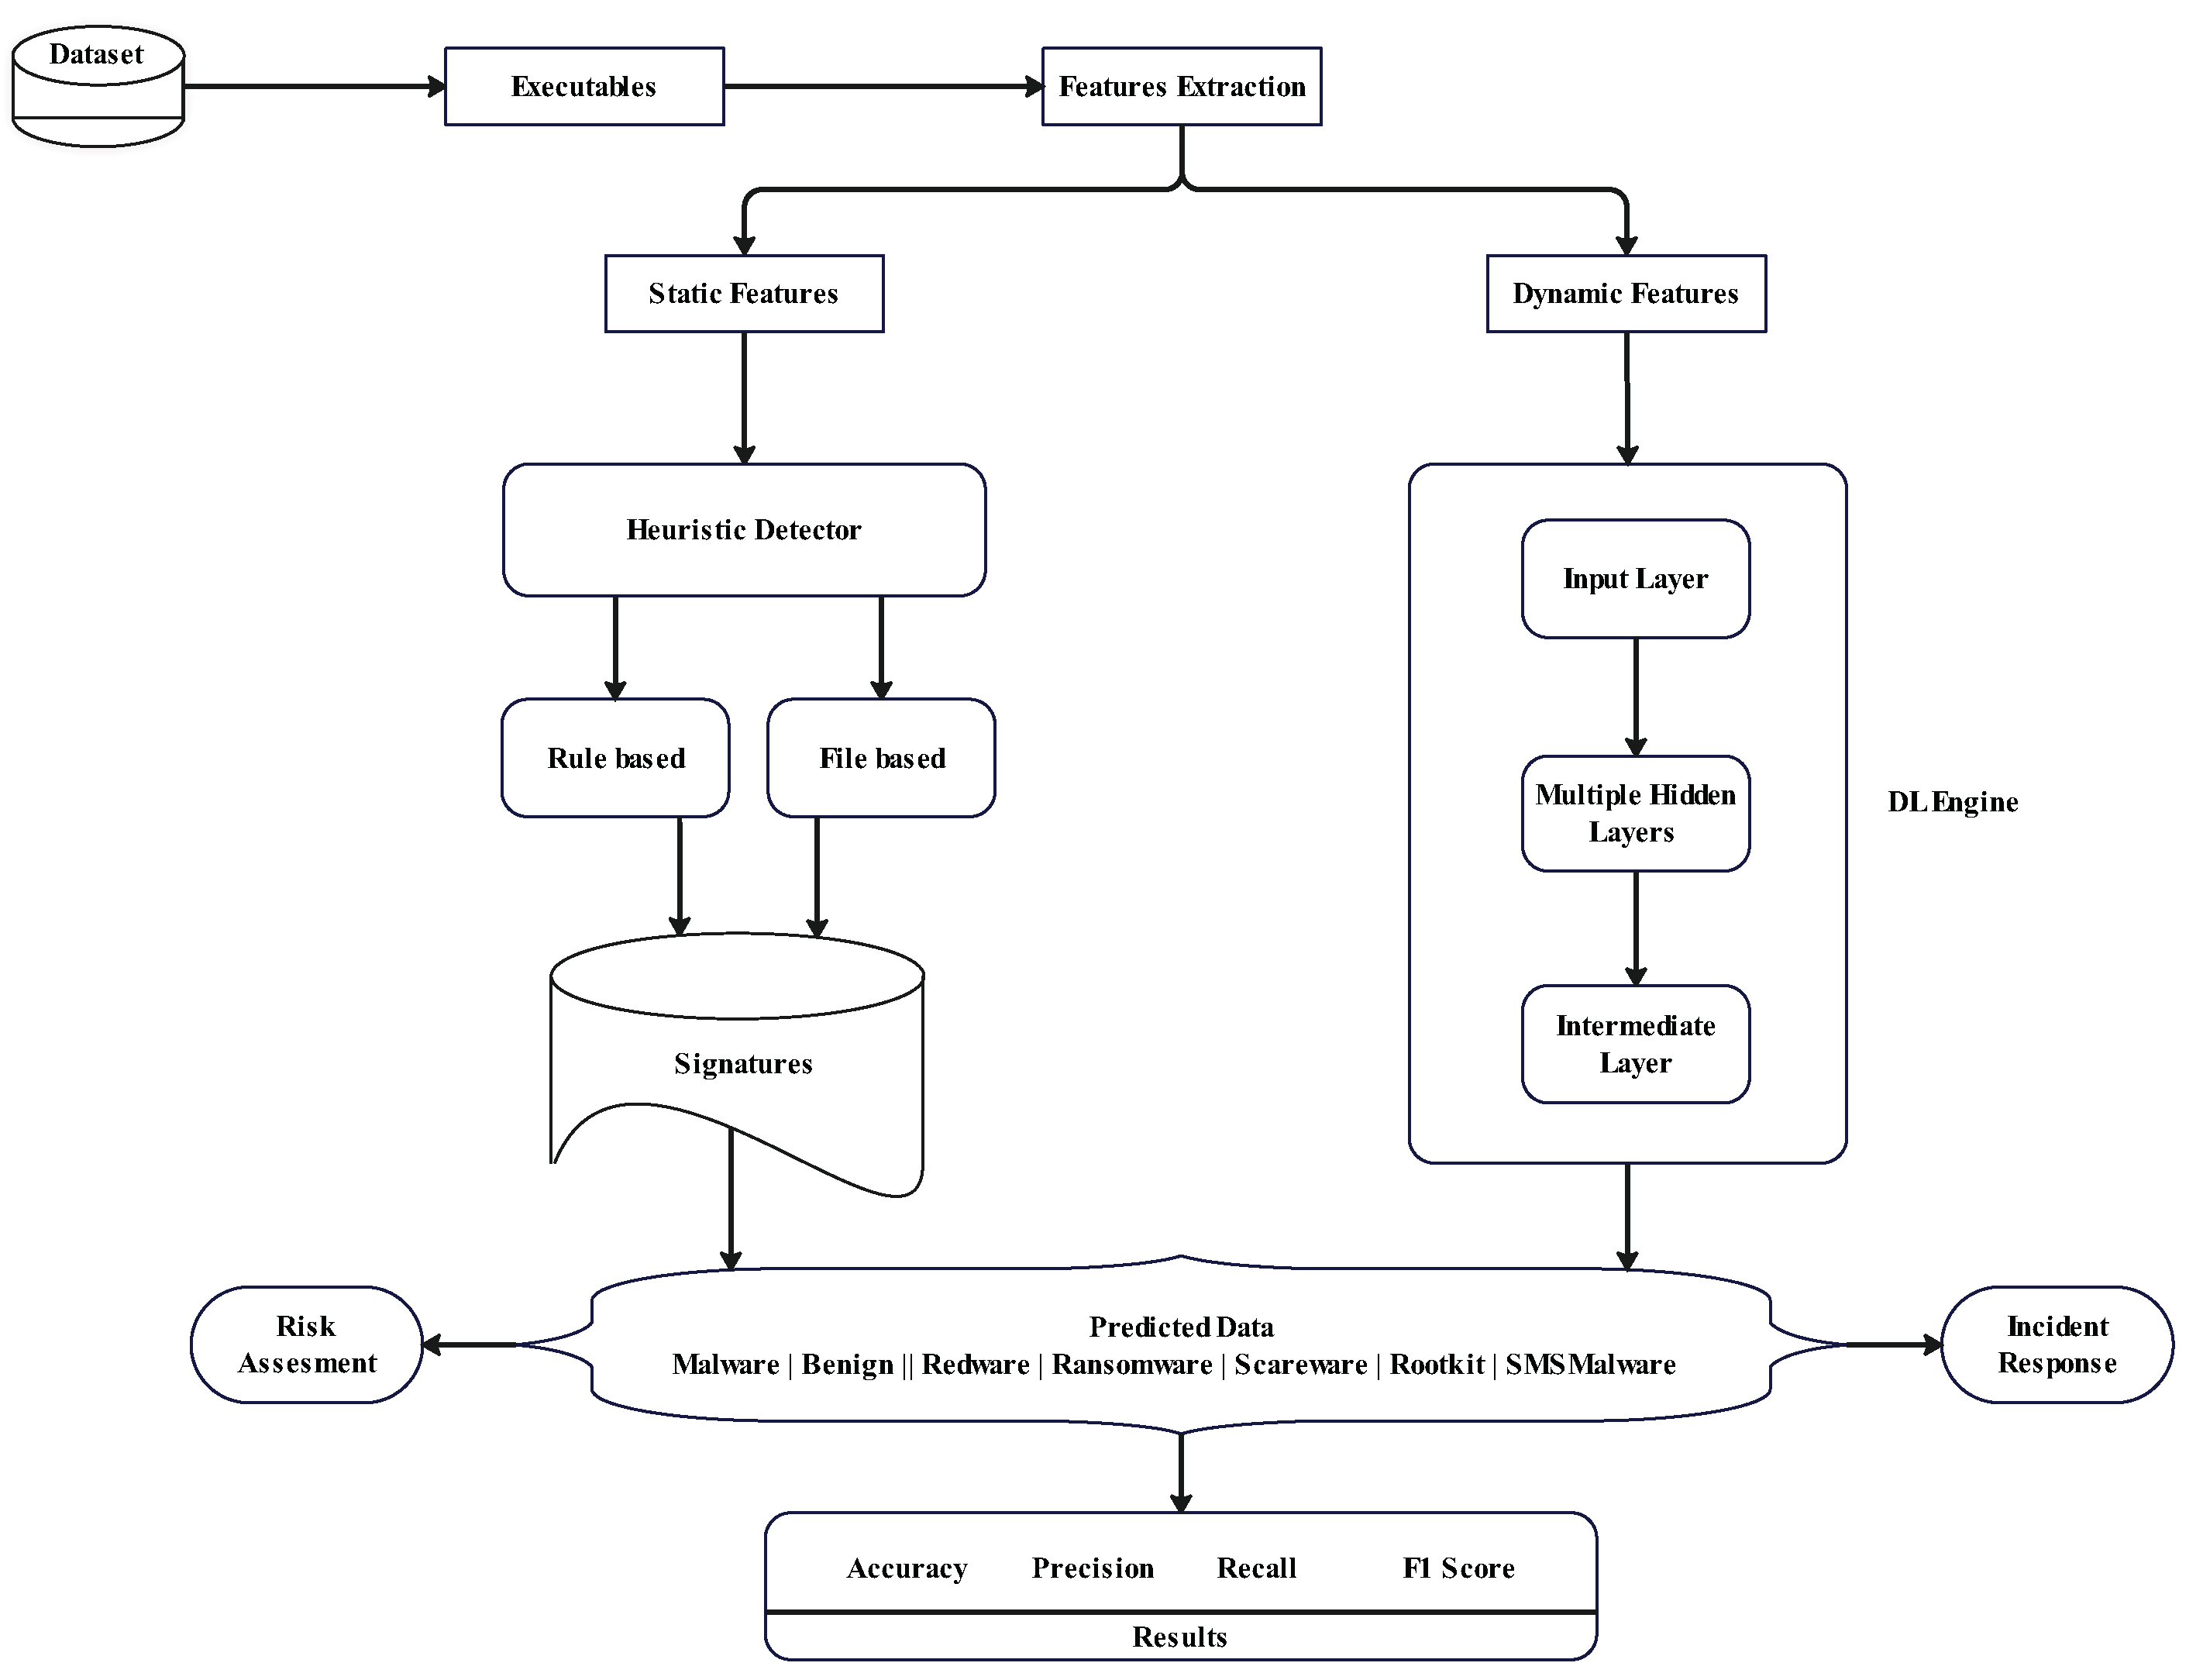 Dataset
Executables
Features Extraction
Static Features
Dynamic Features
Heuristic Detector
Input Layer
Rule based
File based
Multiple Hidden
Layers
DL Engine
Intermediate
Layer
Signatures
Risk
Assesment
Predicted Data
Malware | Benign || Redware | Ransomware | Scareware | Rootkit | SMSMalware
Incident
Response
Accuracy Precision Recall F1 Score
Results